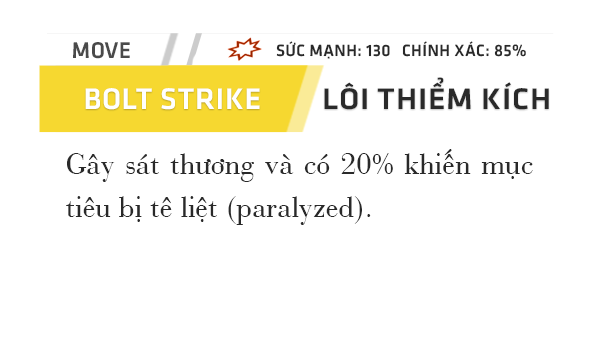 MOVE SỨC MẠNH: 130 CHÍNH XÁC: 85%
BOLT STRIKE LÔI THIỂM KÍCH
Gây sát thương và có 20% khiến mục
tiêu bị tê liệt (paralyzed).